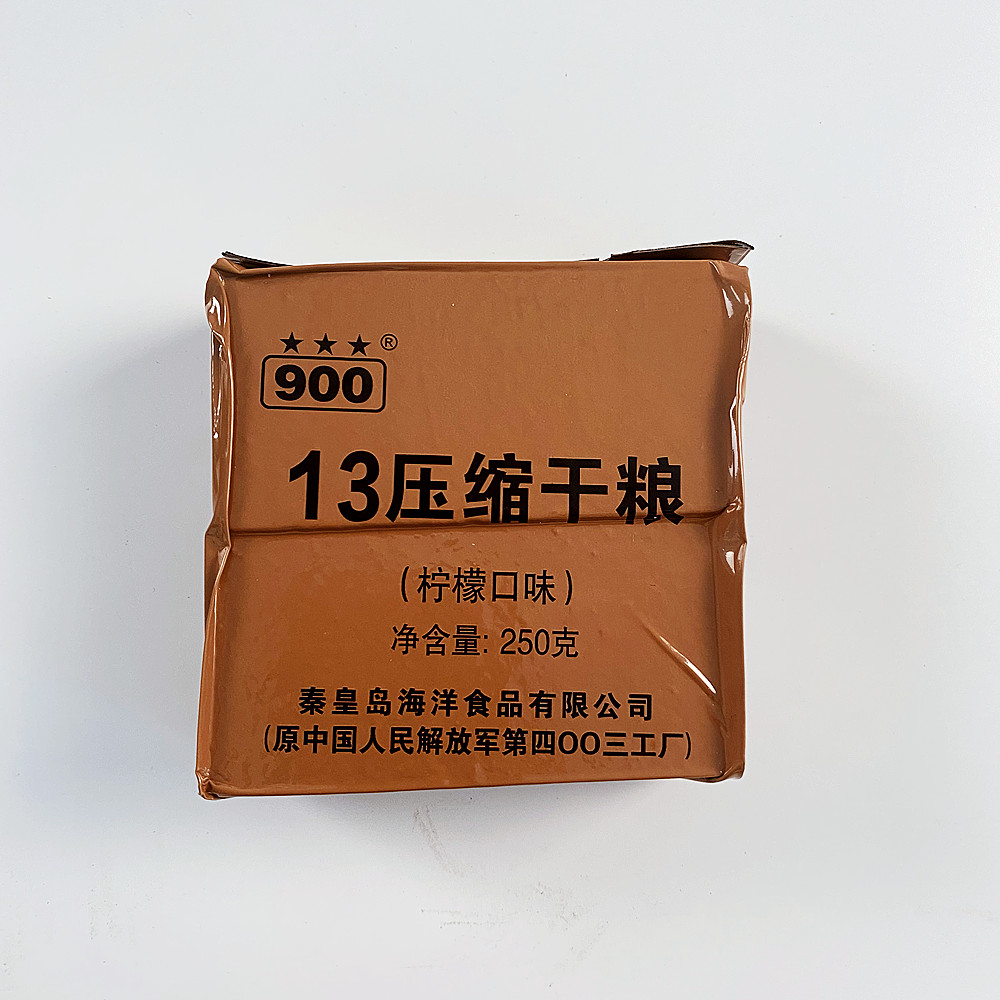 ★★★®
900
13压缩干粮
(柠檬口味)
净含量: 250克
秦皇岛海洋食品有限公司
(原中国人民解放军第四OO三工厂)